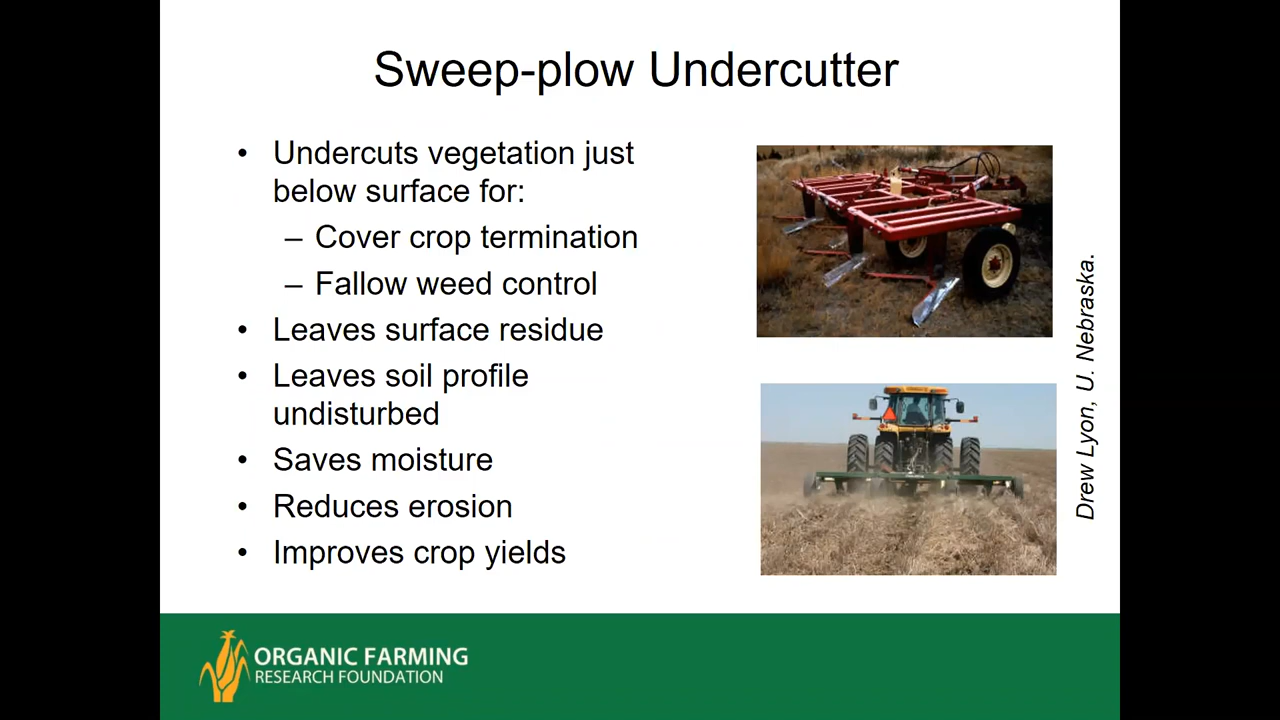 Sweep-plow Undercutter
• Undercuts vegetation just
below surface for:
– Cover crop termination
– Fallow weed control
• Leaves surface residue
• Leaves soil profile
undisturbed
• Saves moisture
• Reduces erosion
• Improves crop yields
Drew Lyon, U. Nebraska.
ORGANIC FARMING
RESEARCH FOUNDATION